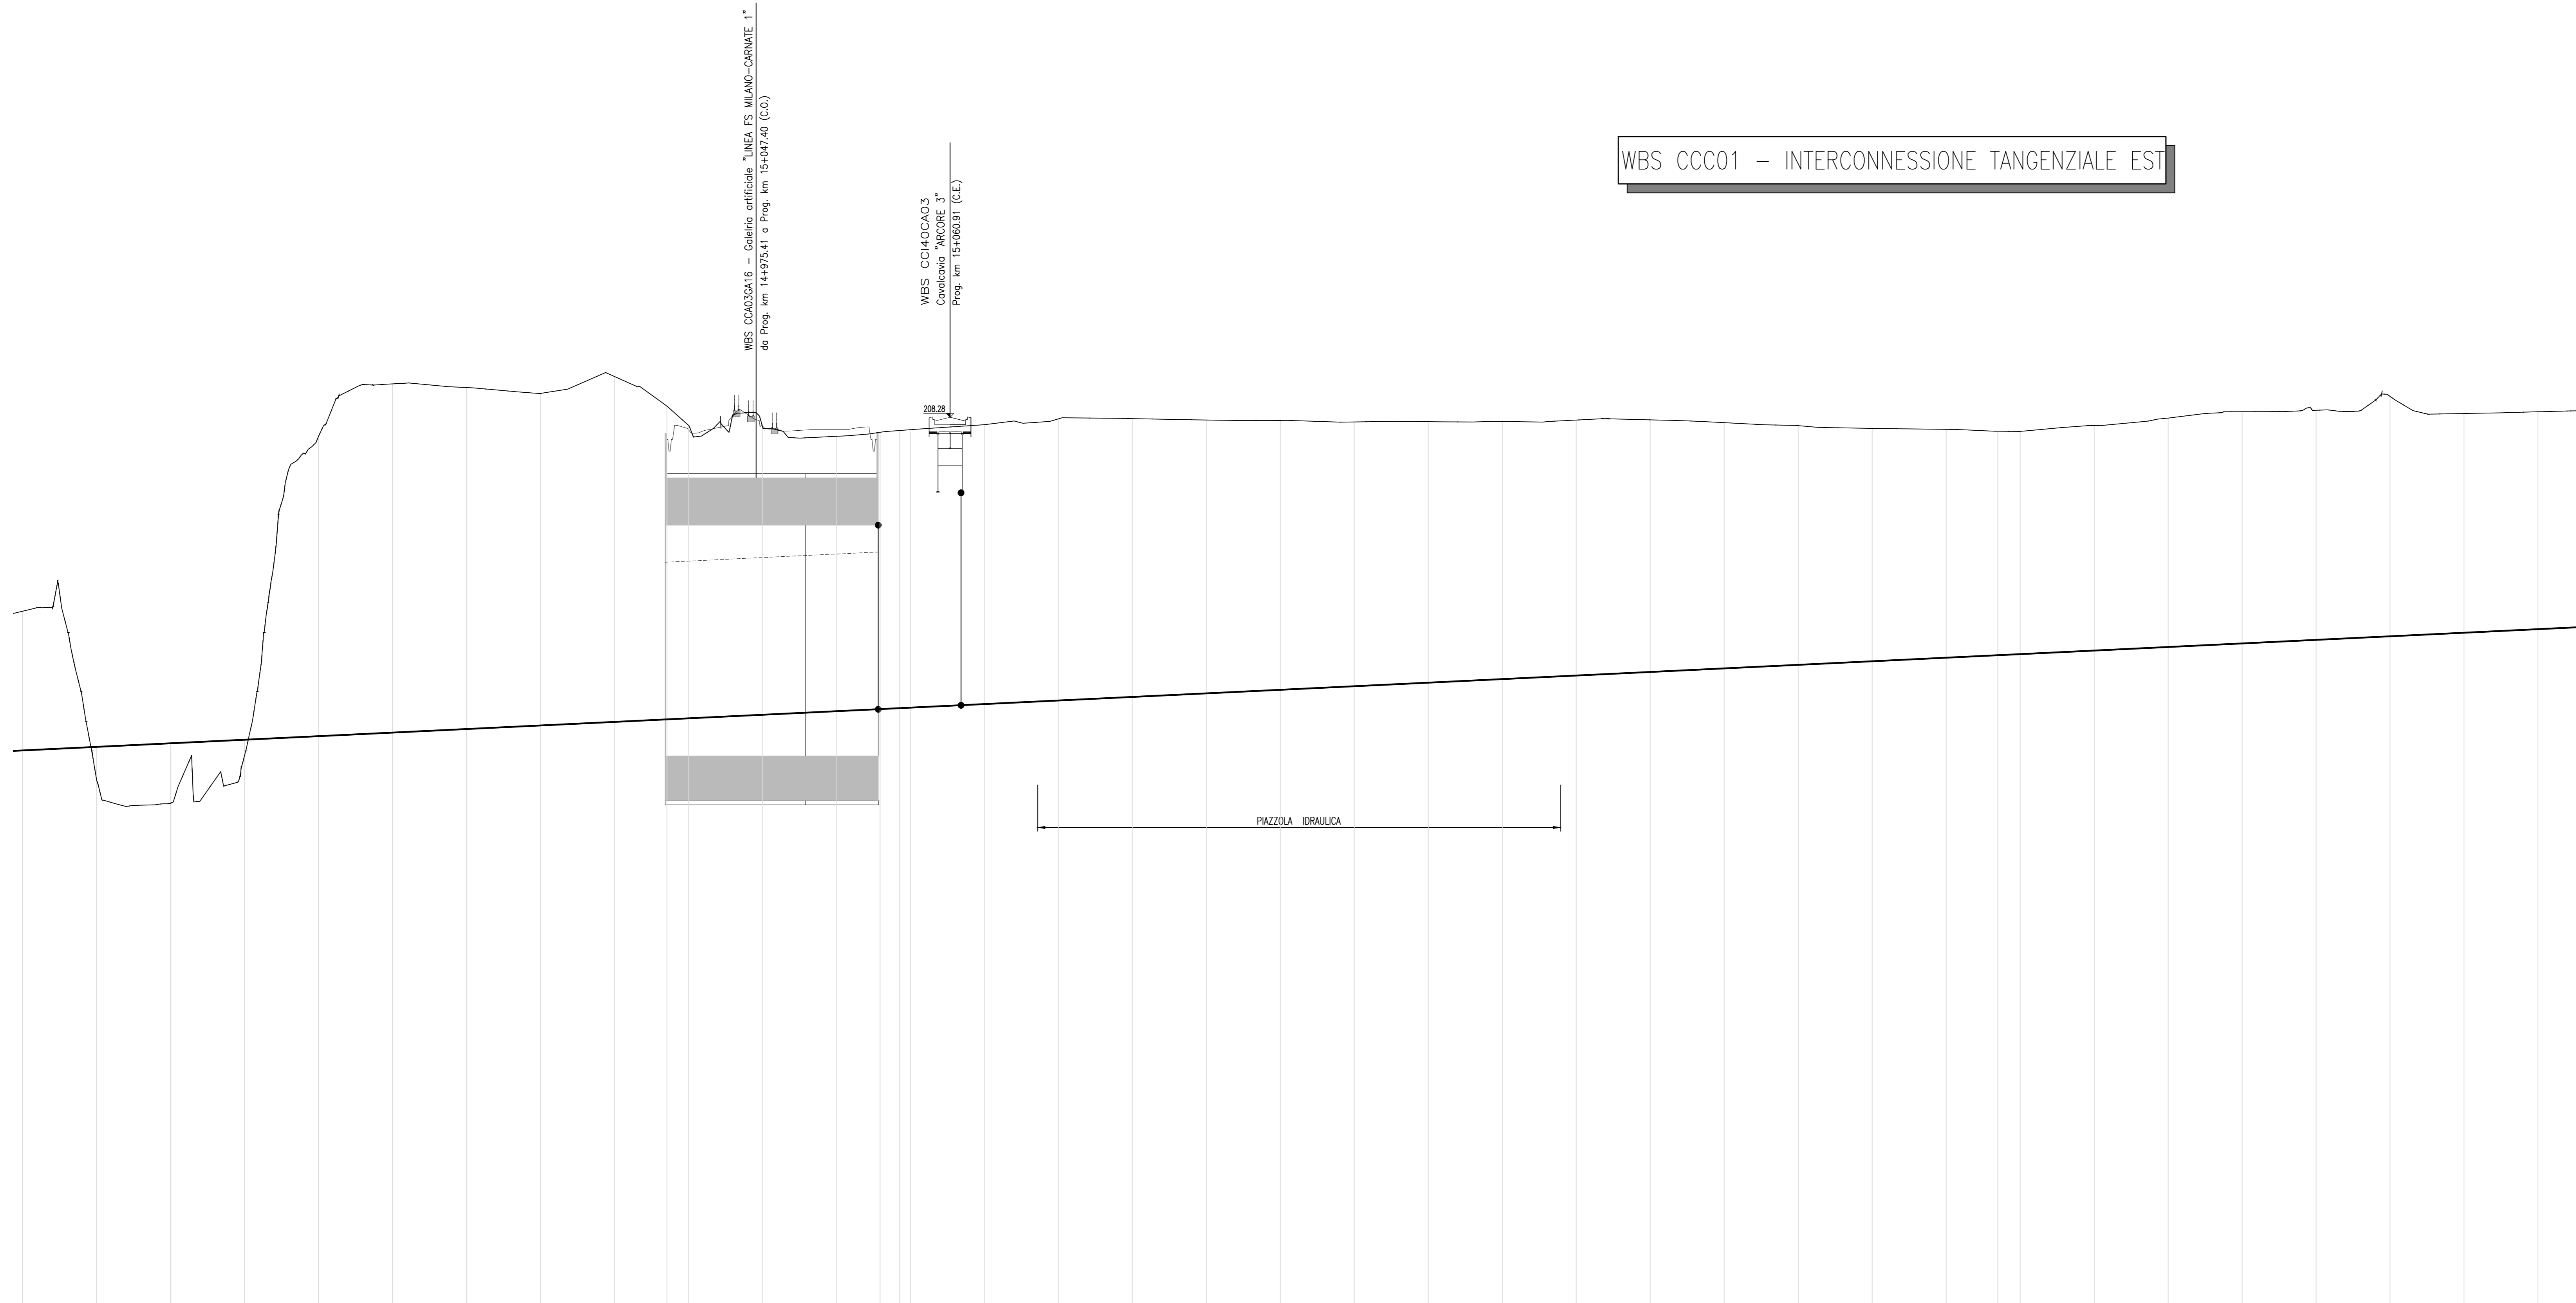 WBS CCA03GA16 - Galelria artificiale "LINEA FS MILANO-CARNATE 1"
da Prog. km 14+975.41 a Prog. km 15+047.40 (C.O.)
WBS CCI40CA03
Cavalcavia "ARCORE 3"
Prog. km 15+060.91 (C.E.)
WBS CCC01 - INTERCONNESSIONE TANGENZIALE EST
208.28
PIAZZOLA IDRAULICA